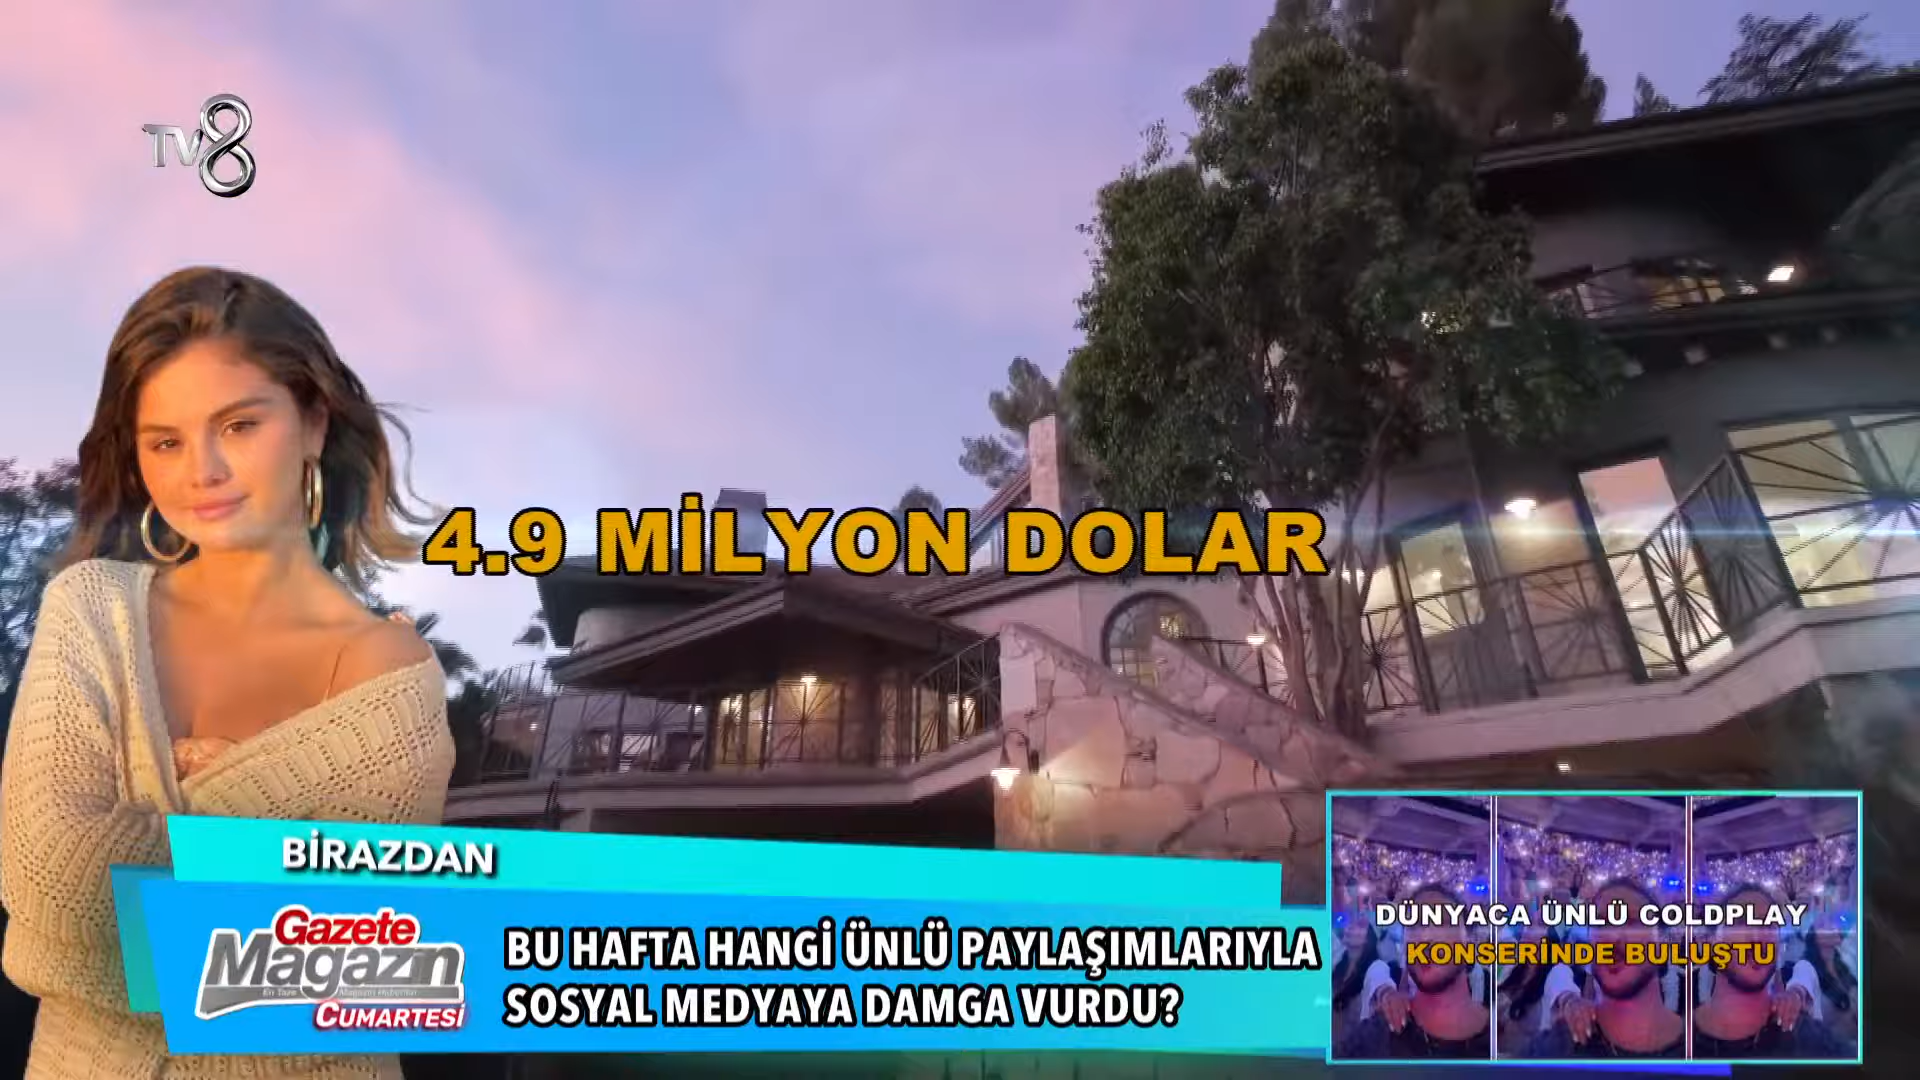 TV8
4.9 MİLYON DOLAR
BİRAZDAN
Gazete
Magazin
CUMARTESİ
BU HAFTA HANGİ ÜNLÜ PAYLAŞIMLARIYLA
SOSYAL MEDYAYA DAMGA VURDU?
DÜNYACA ÜNLÜ COLDPLAY
KONSERİNDE BULUŞTU